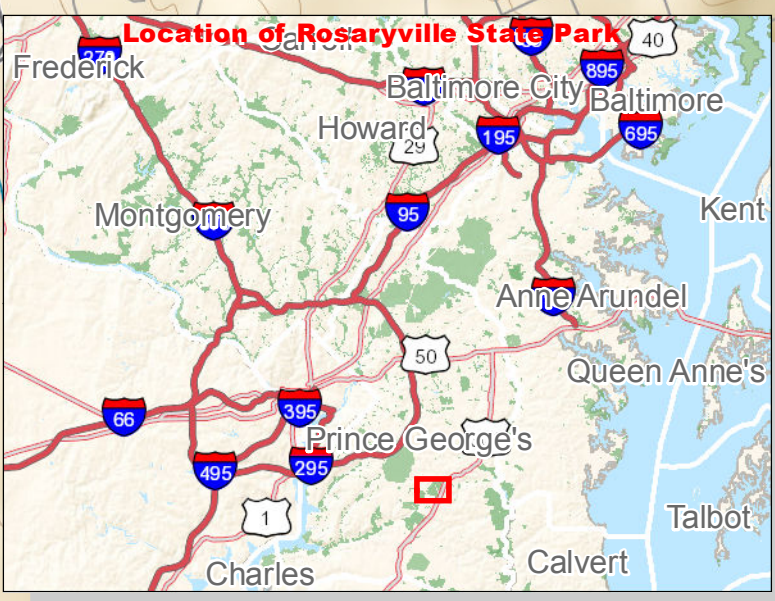 Location of Rosaryville State Park
40
Frederick
895
Baltimore City
Baltimore
Howard
195
695
29
Montgomery
95
Kent
Anne Arundel
50
Queen Anne's
66
395
Prince George's
495
295
1
Talbot
Calvert
Charles